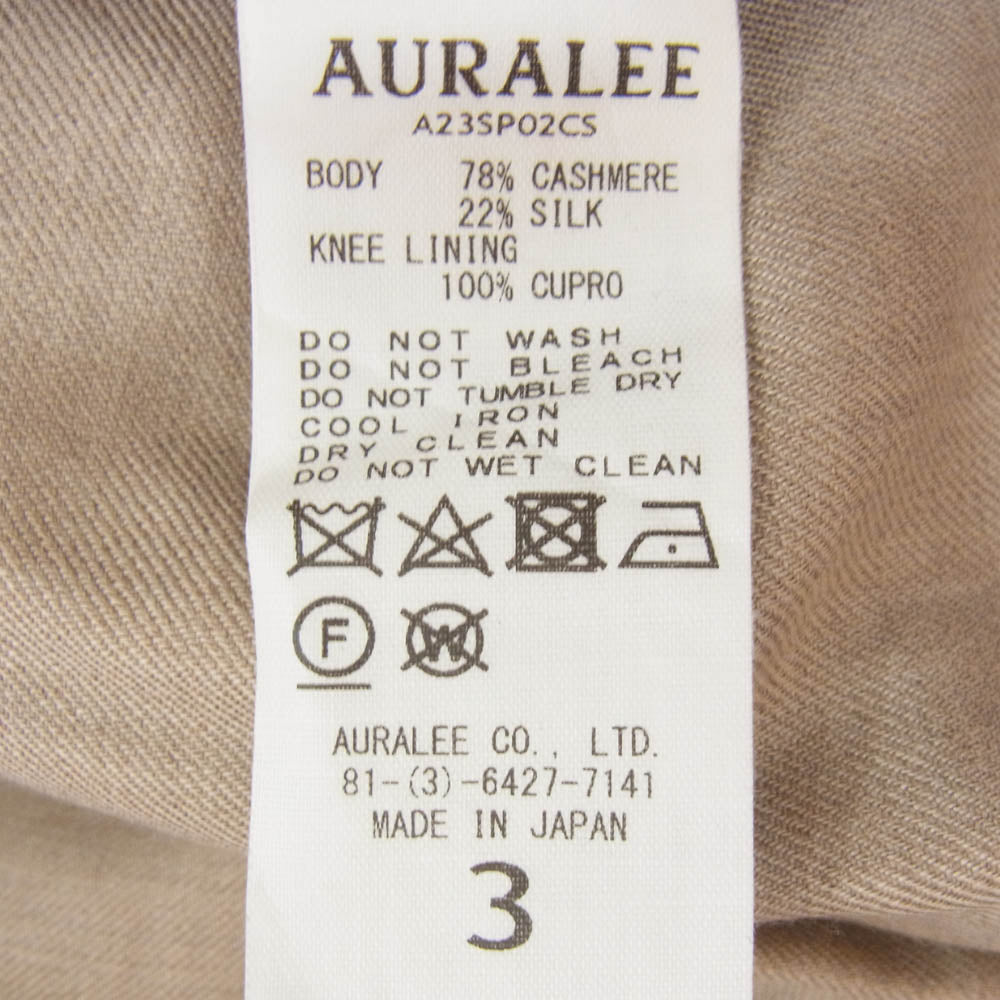 AURALEE
A23SP02CS
BODY 78% CASHMERE
22% SILK
KNEE LINING
100% CUPRO
DO NOT WASH
DO NOT BLEACH
DO NOT TUMBLE DRY
COOL IRON
DRY CLEAN
DO NOT WET CLEAN
F W
AURALEE CO., LTD.
81-(3)-6427-7141
MADE IN JAPAN
3